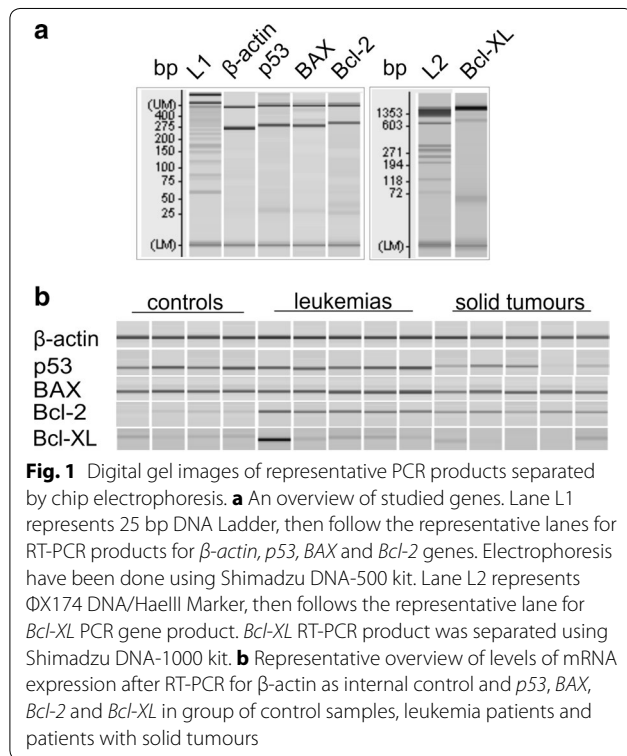 a
bp L1 β-actin p53 BAX Bcl-2 bp L2 Bcl-XL
(UM)
400
275
200
150
100
75
50
25
(LM)
1353
603
271
194
118
72
(LM)
b
controls leukemias solid tumours
β-actin
p53
BAX
Bcl-2
Bcl-XL
Fig. 1 Digital gel images of representative PCR products separated
by chip electrophoresis. a An overview of studied genes. Lane L1
represents 25 bp DNA Ladder, then follow the representative lanes for
RT-PCR products for β-actin, p53, BAX and Bcl-2 genes. Electrophoresis
have been done using Shimadzu DNA-500 kit. Lane L2 represents
ΦX174 DNA/HaeIII Marker, then follows the representative lane for
Bcl-XL PCR gene product. Bcl-XL RT-PCR product was separated using
Shimadzu DNA-1000 kit. b Representative overview of levels of mRNA
expression after RT-PCR for β-actin as internal control and p53, BAX,
Bcl-2 and Bcl-XL in group of control samples, leukemia patients and
patients with solid tumours